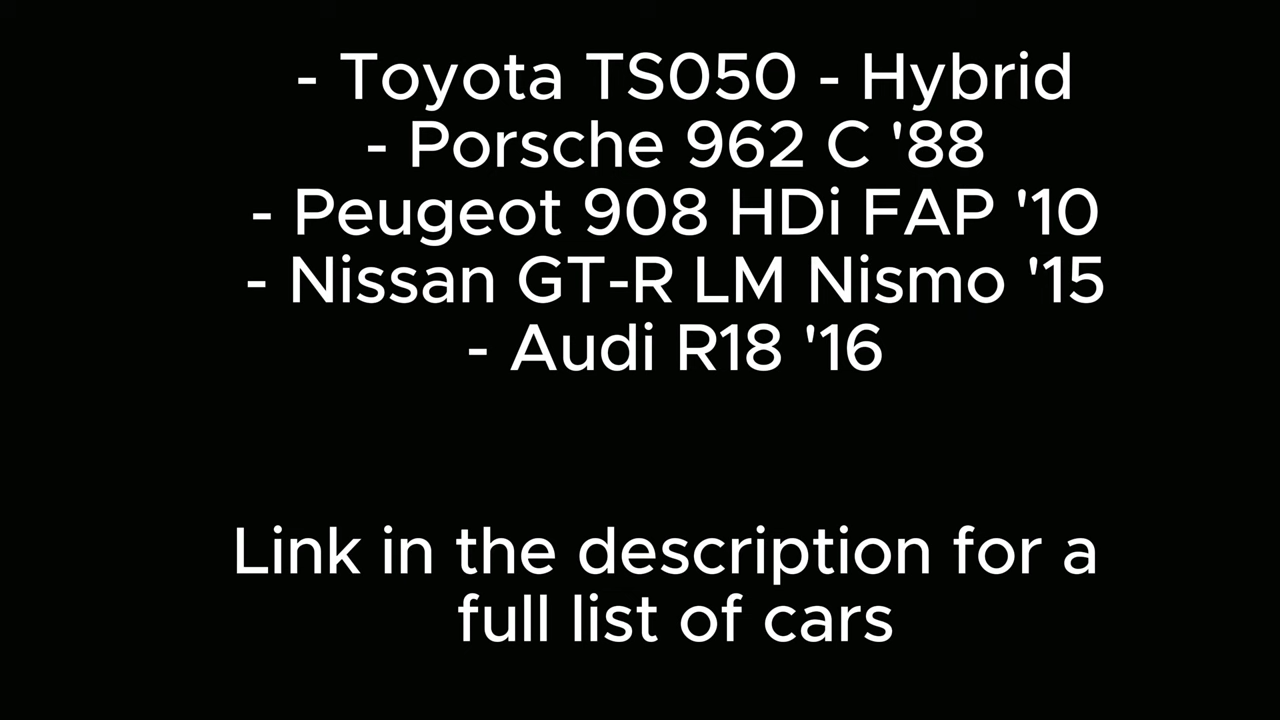 - Toyota TS050 - Hybrid
- Porsche 962 C '88
- Peugeot 908 HDi FAP '10
- Nissan GT-R LM Nismo '15
- Audi R18 '16
Link in the description for a
full list of cars